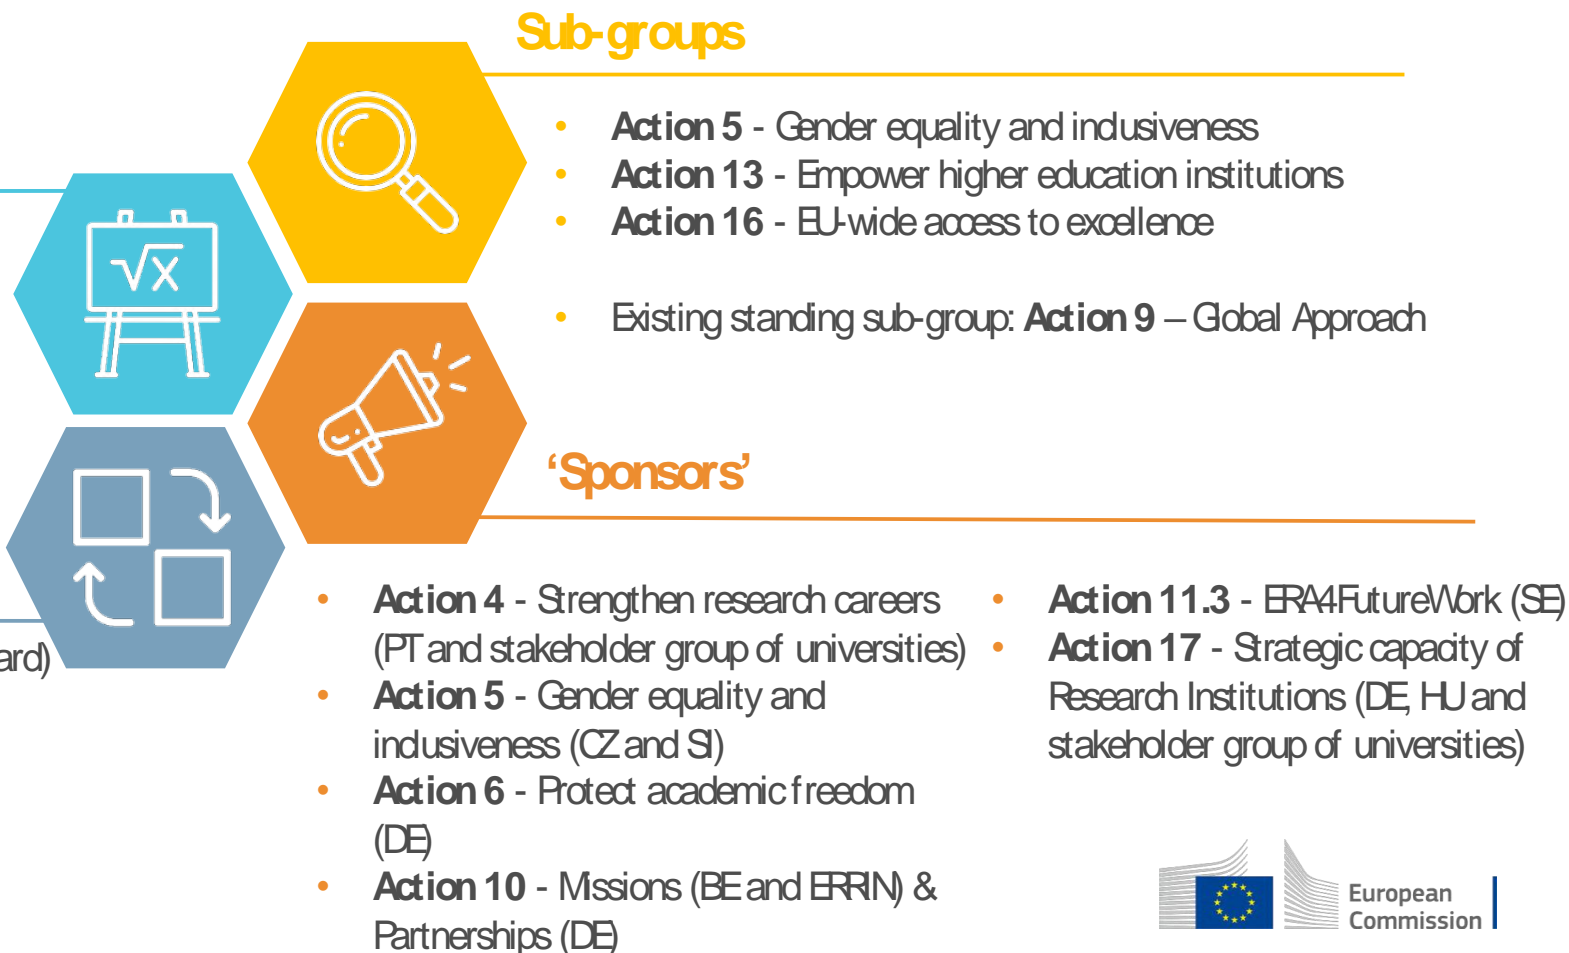 Sub-groups
• Action 5 - Gender equality and inclusiveness
• Action 13 - Empower higher education institutions
• Action 16 - EU-wide access to excellence
• Existing standing sub-group: Action 9 – Global Approach
√x
'Sponsors'
ard)
• Action 4 - Strengthen research careers
(PT and stakeholder group of universities)
• Action 5 - Gender equality and
inclusiveness (CZ and SI)
• Action 6 - Protect academic freedom
(DE)
• Action 10 - Missions (BE and ERRIN) &
Partnerships (DE)
• Action 11.3 - ERA4FutureWork (SE)
• Action 17 - Strategic capacity of
Research Institutions (DE, HU and
stakeholder group of universities)
European
Commission